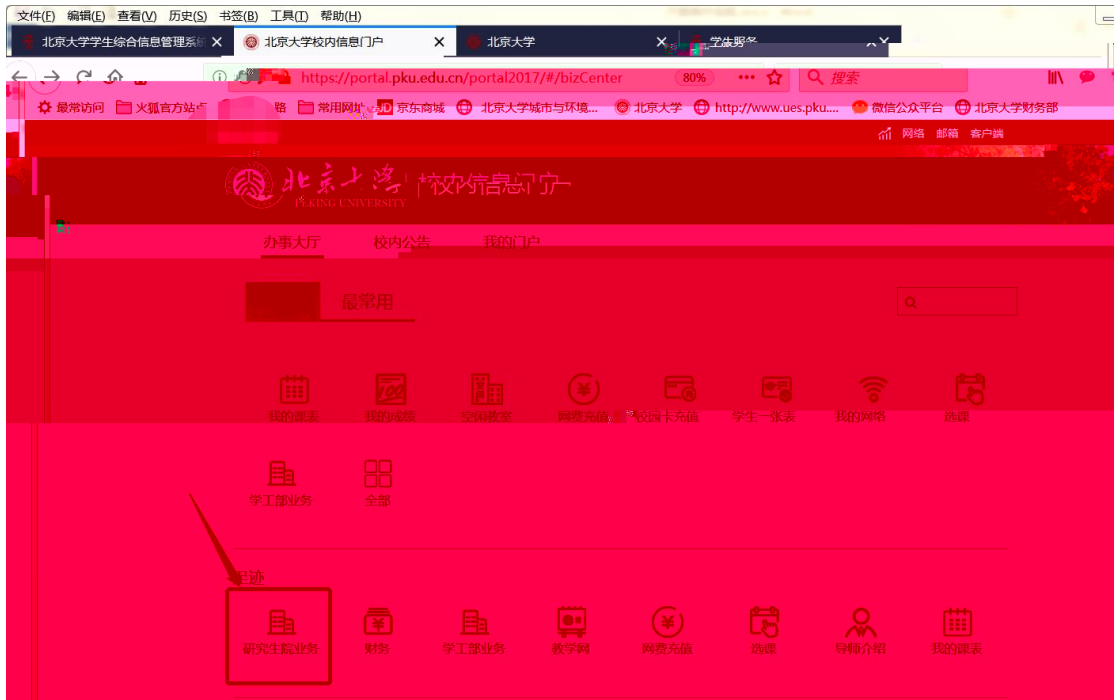 文件(F) 编辑(E) 查看(V) 历史(S) 书签(B) 工具(T) 帮助(H)
北京大学学生综合信息管理系统 北京大学校内信息门户 北京大学
https://portal.pku.edu.cn/portal2017/#/bizCenter 80% 搜索
最常访问 火狐官方站点 常用网址 JD 京东商城 北京大学城市与环境... 北京大学 http://www.ues.pku.... 微信公众平台 北京大学财务部
网络 邮箱 客户端
北京大学 校内信息门户
PEKING UNIVERSITY
办事大厅 校内公告 我的门户
最常用
我的课表 我的成绩 空闲教室 网费充值 校园卡充值 学生一张表 我的网络 选课
学工部业务 全部
足迹
研究生院业务 财务 学工部业务 教学网 网费充值 选课 导师介绍 我的课表